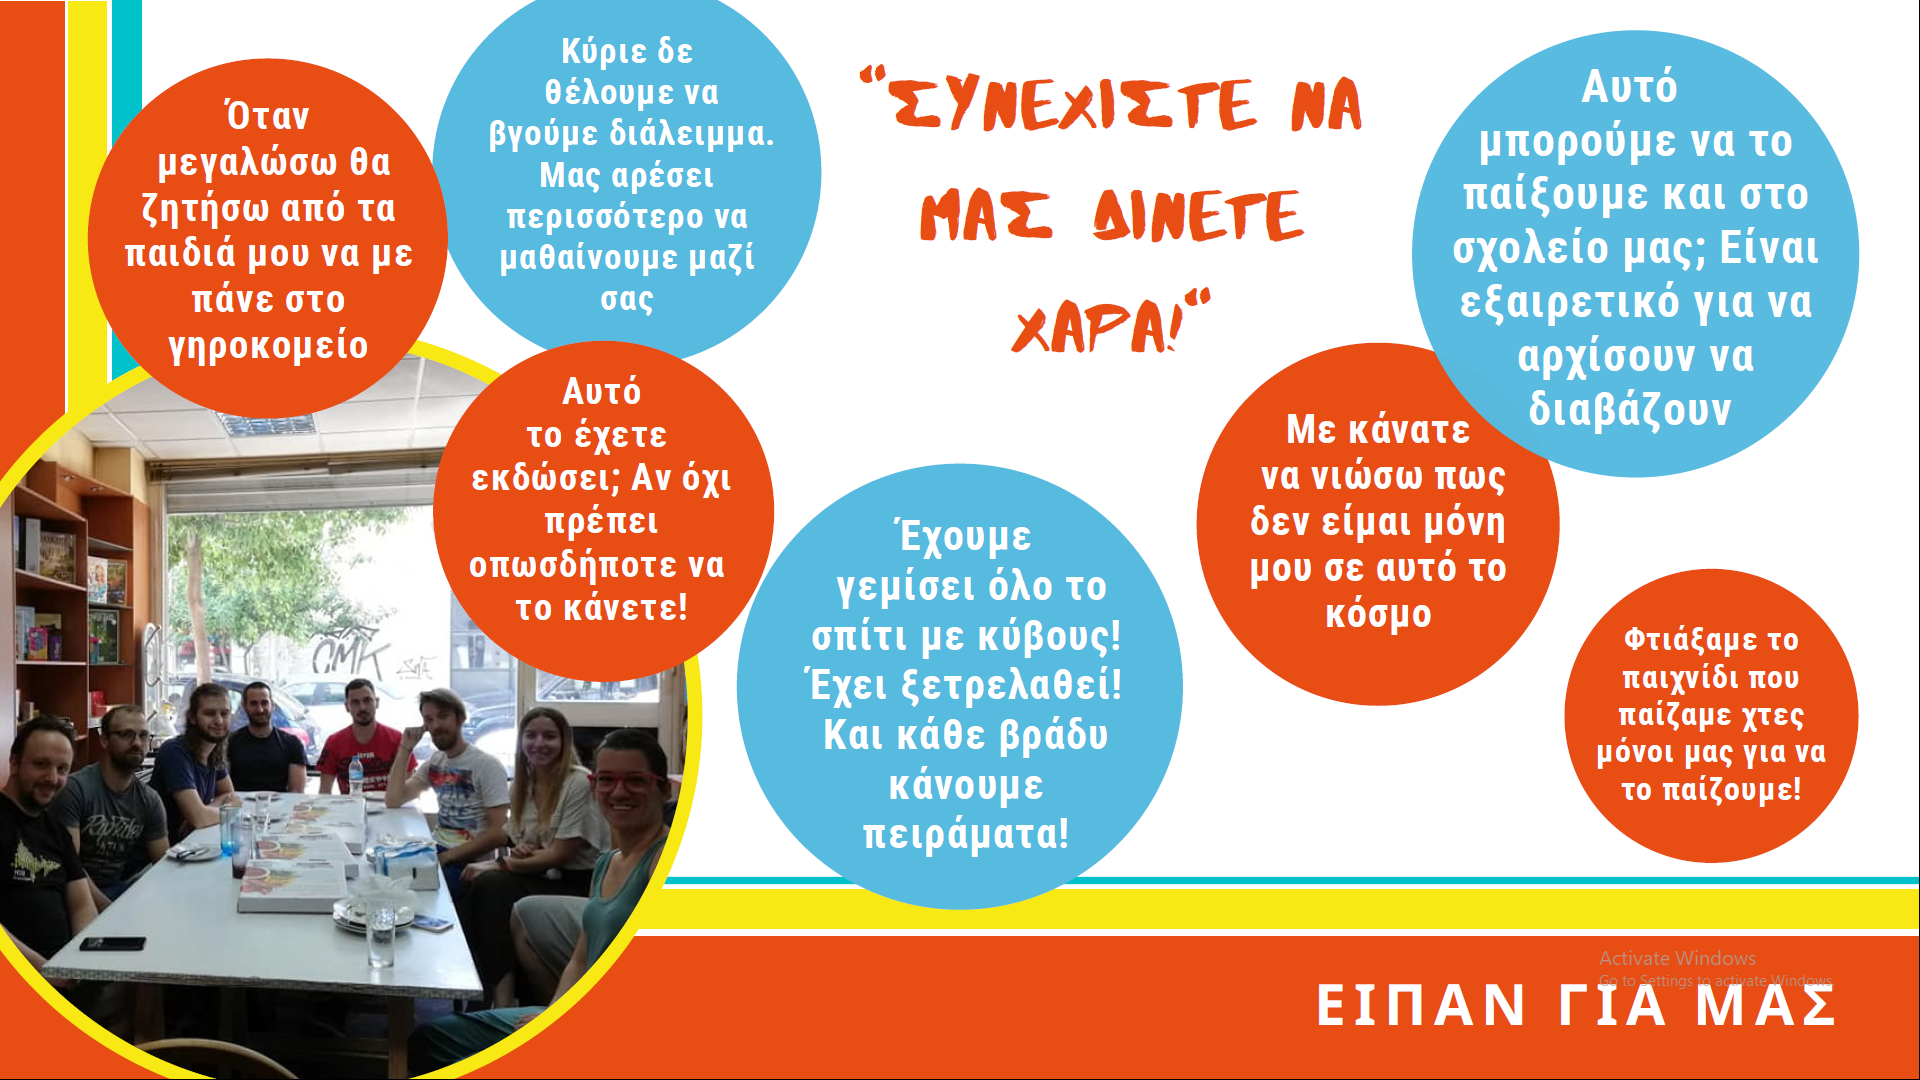 Όταν
μεγαλώσω θα
ζητήσω από τα
παιδιά μου να με
πάνε στο
γηροκομείο
Κύριε δε
θέλουμε να
βγούμε διάλειμμα.
Μας αρέσει
περισσότερο να
μαθαίνουμε μαζί
σας
“ΣΥΝΕΧΙΣΤΕ ΝΑ
ΜΑΣ ΔΙΝΕΤΕ
ΧΑΡΑ!“
Αυτό
μπορούμε να το
παίξουμε και στο
σχολείο μας; Είναι
εξαιρετικό για να
αρχίσουν να
διαβάζουν
Αυτό
το έχετε
εκδώσει; Αν όχι
πρέπει
οπωσδήποτε να
το κάνετε!
Έχουμε
γεμίσει όλο το
σπίτι με κύβους!
Έχει ξετρελαθεί!
Και κάθε βράδυ
κάνουμε
πειράματα!
Με κάνατε
να νιώσω πως
δεν είμαι μόνη
μου σε αυτό το
κόσμο
Φτιάξαμε το
παιχνίδι που
παίζαμε χτες
μόνοι μας για να
το παίζουμε!
CMK
Activate Windows
Go to Settings to activate Windows.
ΕΙΠΑΝ ΓΙΑ ΜΑΣ